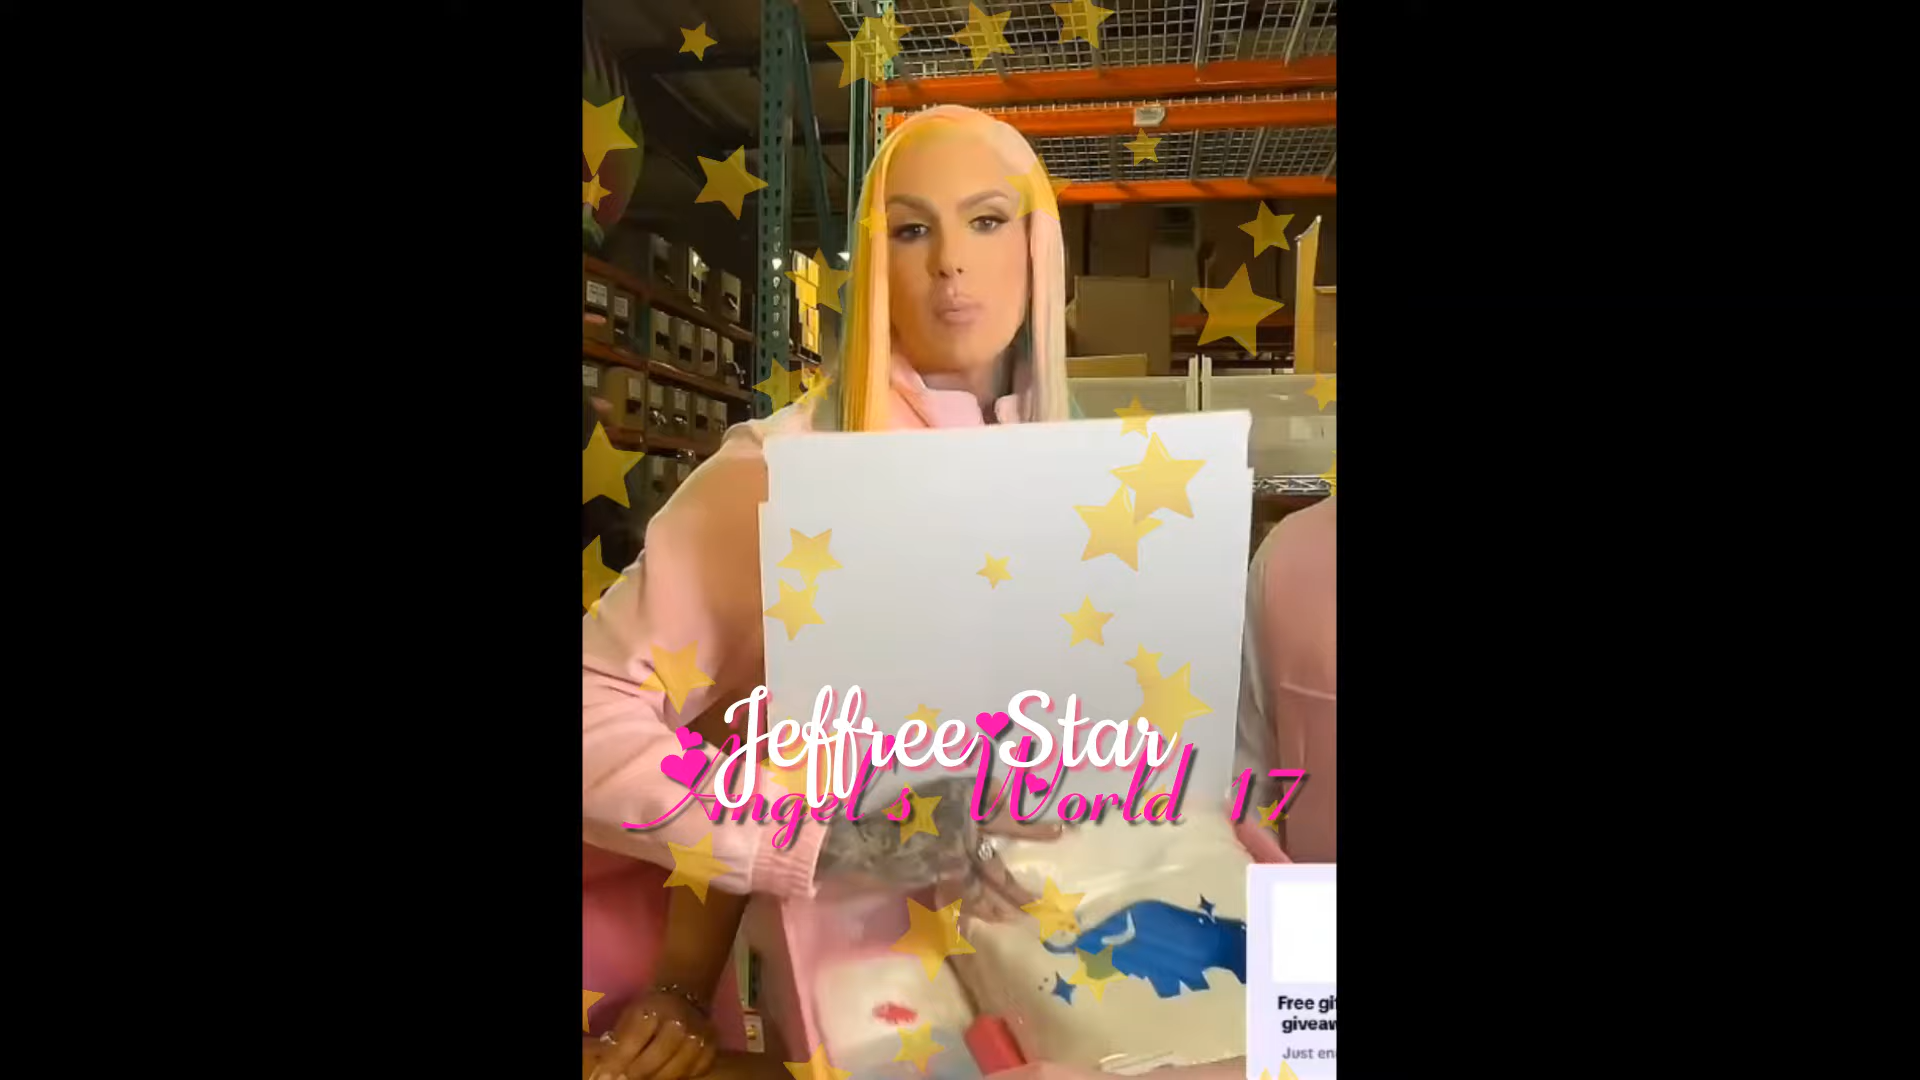 Jeffree Star
Angel's World 17
Free gi
giveaw
Just en